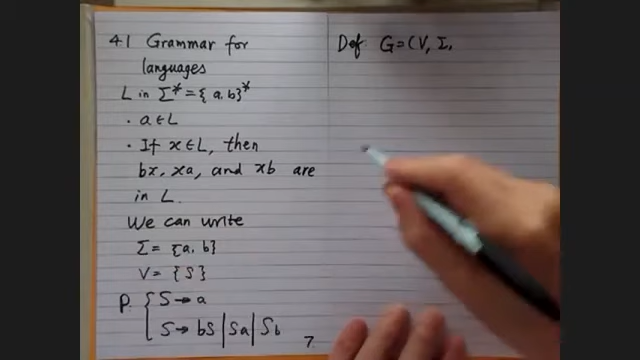 4.1 Grammar for
languages
L in Σ* = {a, b}*
· a ∈ L
· If x ∈ L, then
bx, xa, and xb are
in L.
We can write
Σ = {a, b}
V = {S}
P. { S → a
S → bS | Sa | Sb
7.
Def G = (V, Σ,